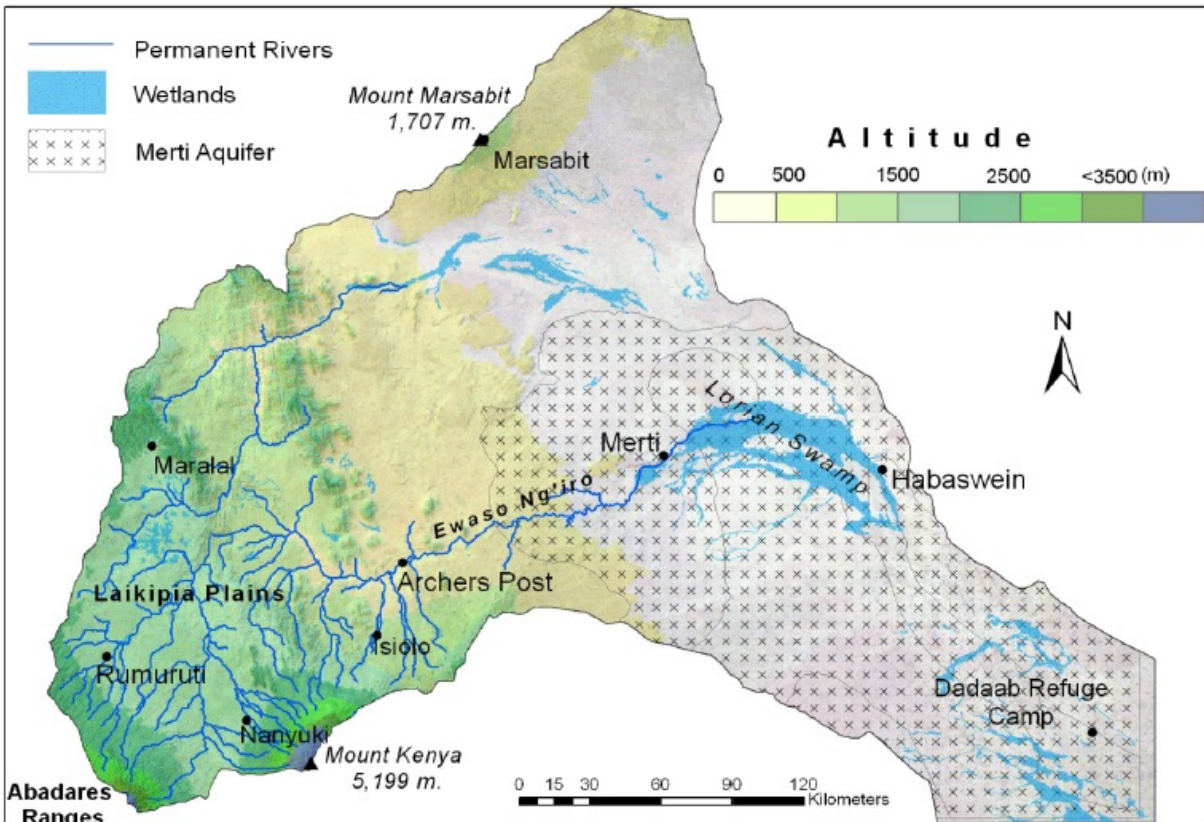 Permanent Rivers
Wetlands
Merti Aquifer
Mount Marsabit
1,707 m.
Marsabit
Altitude
0 500 1500 2500 <3500 (m)
N
Maralal
Merti
Lorian Swamp
Habaswein
Ewaso Ng'iro
Archers Post
Laikipia Plains
Isiolo
Rumuruti
Nanyuki
Dadaab Refuge
Camp
Mount Kenya
5,199 m.
Abadares
Ranges
0 15 30 60 90 120
Kilometers